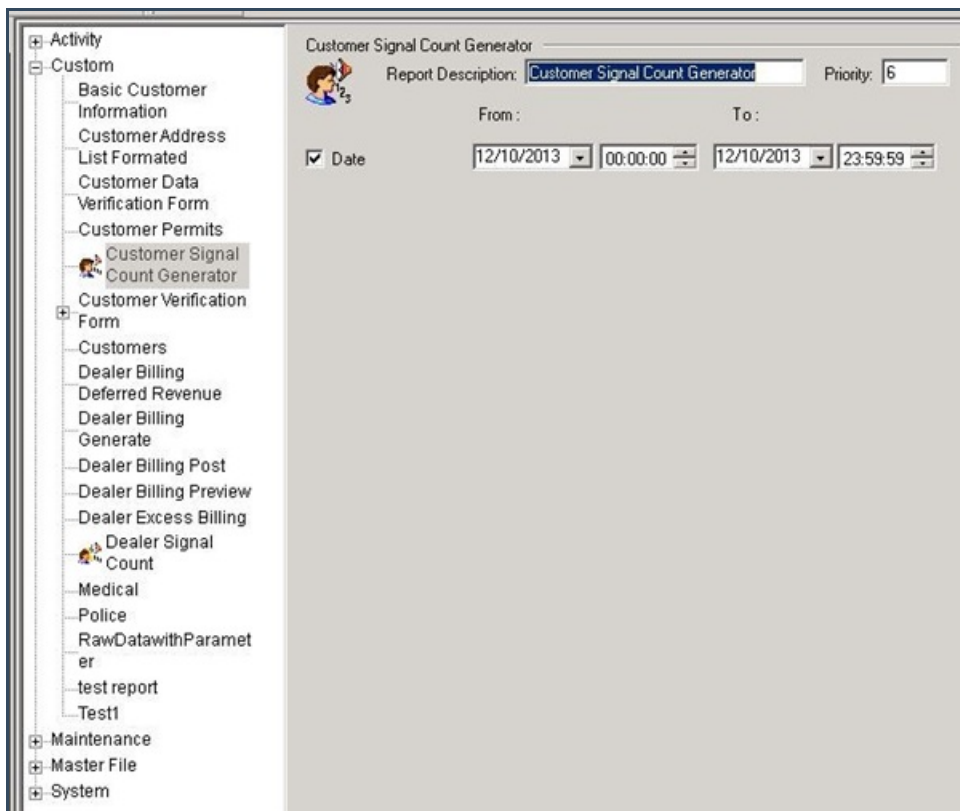 Activity
Custom
Basic Customer
Information
Customer Address
List Formated
Customer Data
Verification Form
Customer Permits
Customer Signal
Count Generator
Customer Verification
Form
Customers
Dealer Billing
Deferred Revenue
Dealer Billing
Generate
Dealer Billing Post
Dealer Billing Preview
Dealer Excess Billing
Dealer Signal
Count
Medical
Police
RawDatawithParamet
er
test report
Test1
Maintenance
Master File
System
Customer Signal Count Generator
Report Description: Customer Signal Count Generator Priority: 6
From : To :
Date 12/10/2013 00:00:00 12/10/2013 23:59:59